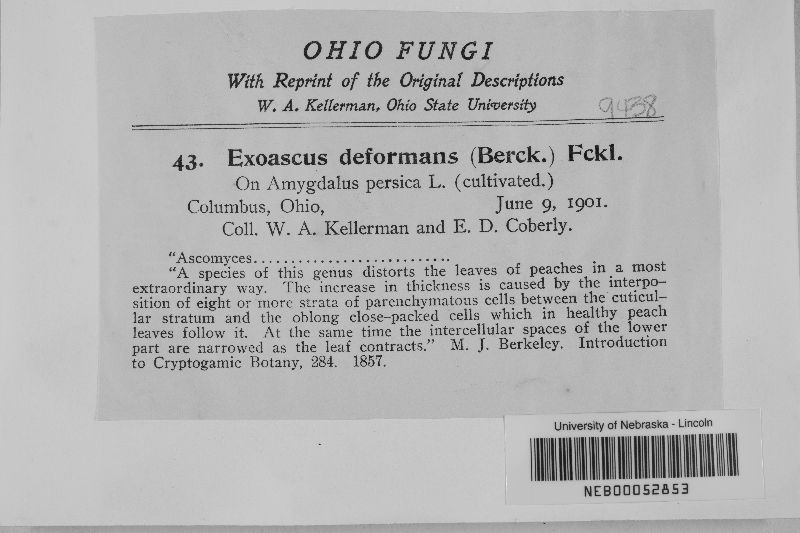 OHIO FUNGI
With Reprint of the Original Descriptions
W. A. Kellerman, Ohio State University
9438
43. Exoascus deformans (Berck.) Fckl.
On Amygdalus persica L. (cultivated.)
Columbus, Ohio, June 9, 1901.
Coll. W. A. Kellerman and E. D. Coberly.
"Ascomyces..........................
"A species of this genus distorts the leaves of peaches in a most
extraordinary way. The increase in thickness is caused by the interpo-
sition of eight or more strata of parenchymatous cells between the cuticul-
lar stratum and the oblong close-packed cells which in healthy peach
leaves follow it. At the same time the intercellular spaces of the lower
part are narrowed as the leaf contracts." M. J. Berkeley. Introduction
to Cryptogamic Botany, 284. 1857.
University of Nebraska - Lincoln
NEB00052853